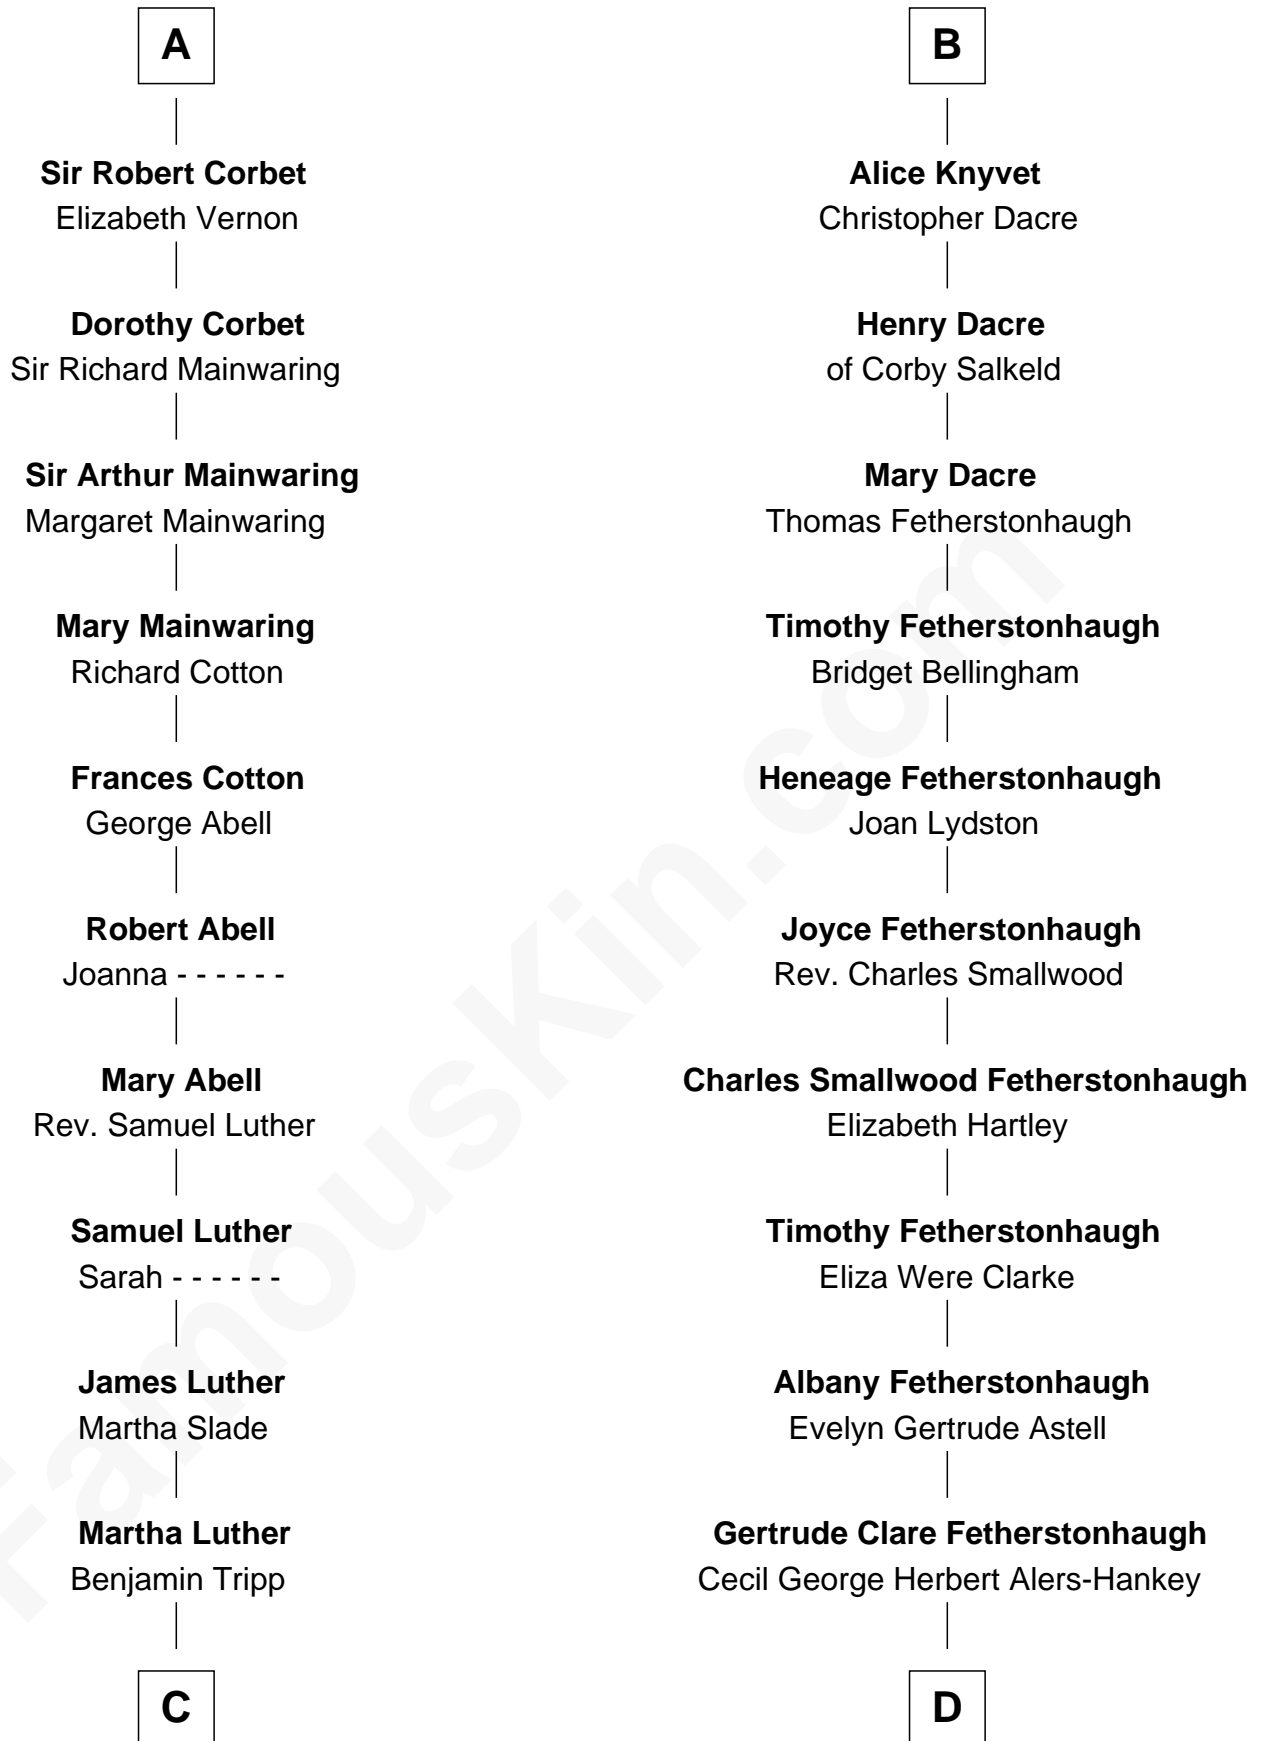 A
Sir Robert Corbet
Elizabeth Vernon
Dorothy Corbet
Sir Richard Mainwaring
Sir Arthur Mainwaring
Margaret Mainwaring
Mary Mainwaring
Richard Cotton
Frances Cotton
George Abell
Robert Abell
Joanna - - - - - -
Mary Abell
Rev. Samuel Luther
Samuel Luther
Sarah - - - - - -
James Luther
Martha Slade
Martha Luther
Benjamin Tripp
C
B
Alice Knyvet
Christopher Dacre
Henry Dacre
of Corby Salkeld
Mary Dacre
Thomas Fetherstonhaugh
Timothy Fetherstonhaugh
Bridget Bellingham
Heneage Fetherstonhaugh
Joan Lydston
Joyce Fetherstonhaugh
Rev. Charles Smallwood
Charles Smallwood Fetherstonhaugh
Elizabeth Hartley
Timothy Fetherstonhaugh
Eliza Were Clarke
Albany Fetherstonhaugh
Evelyn Gertrude Astell
Gertrude Clare Fetherstonhaugh
Cecil George Herbert Alers-Hankey
D
FamousKin.com